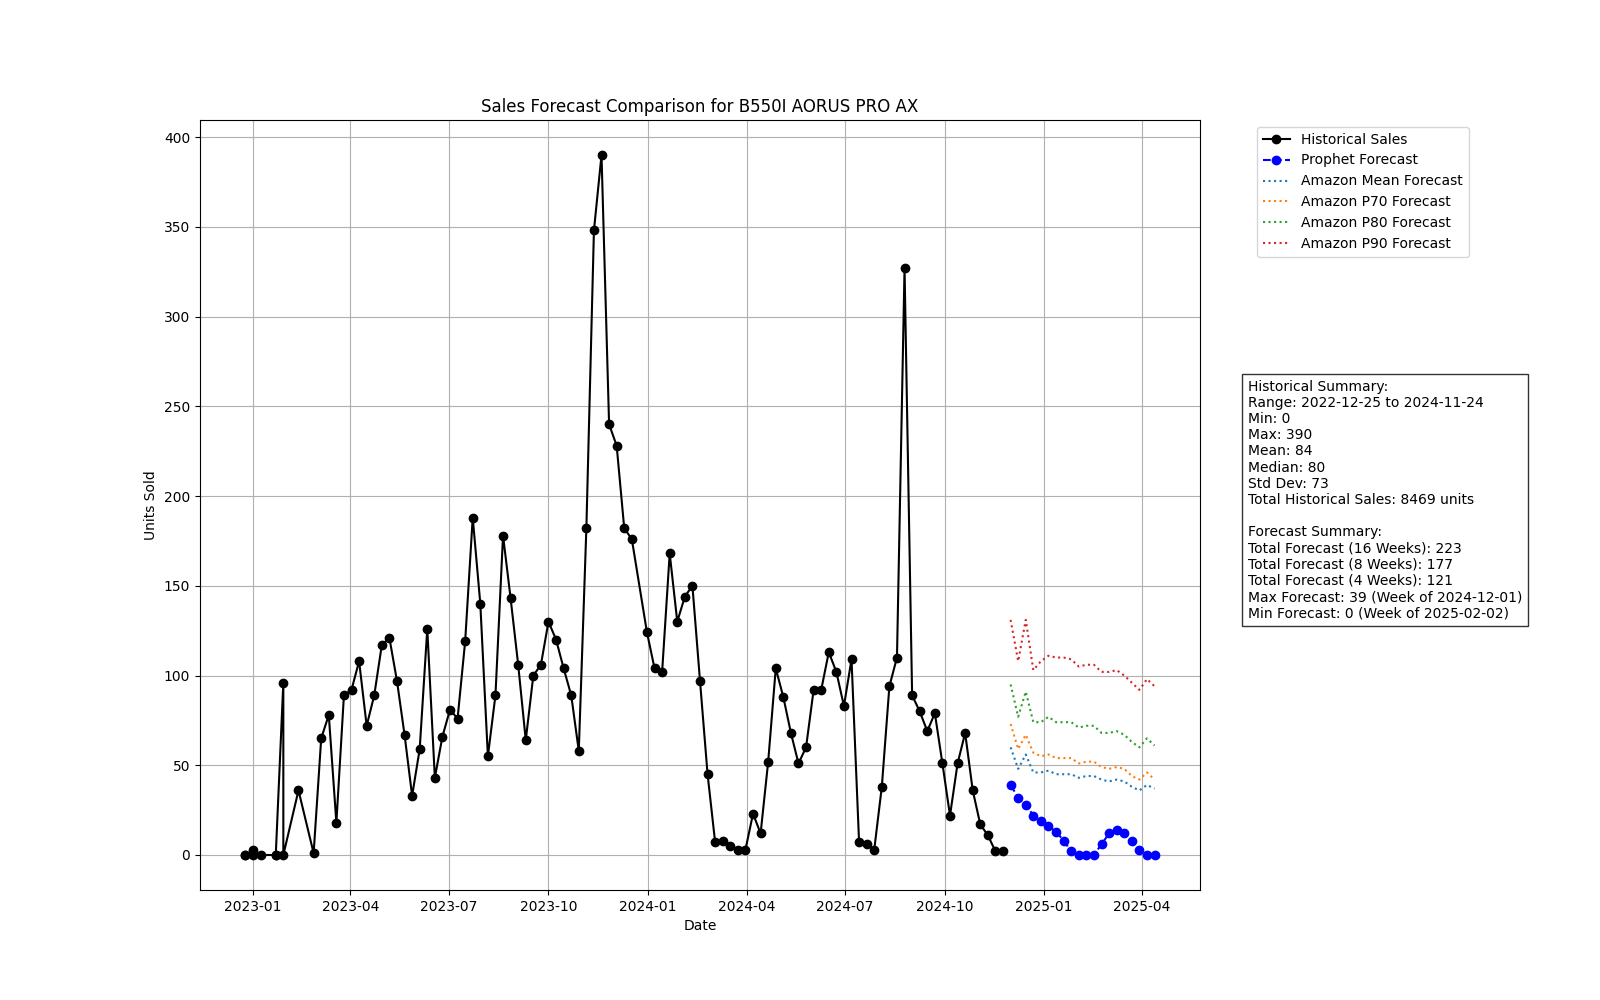 Sales Forecast Comparison for B550I AORUS PRO AX
400
350
300
250
200
150
100
50
0
Units Sold
2023-01
2023-04
2023-07
2023-10
2024-01
2024-04
2024-07
2024-10
2025-01
2025-04
Date
Historical Sales
Prophet Forecast
Amazon Mean Forecast
Amazon P70 Forecast
Amazon P80 Forecast
Amazon P90 Forecast
Historical Summary:
Range: 2022-12-25 to 2024-11-24
Min: 0
Max: 390
Mean: 84
Median: 80
Std Dev: 73
Total Historical Sales: 8469 units
Forecast Summary:
Total Forecast (16 Weeks): 223
Total Forecast (8 Weeks): 177
Total Forecast (4 Weeks): 121
Max Forecast: 39 (Week of 2024-12-01)
Min Forecast: 0 (Week of 2025-02-02)